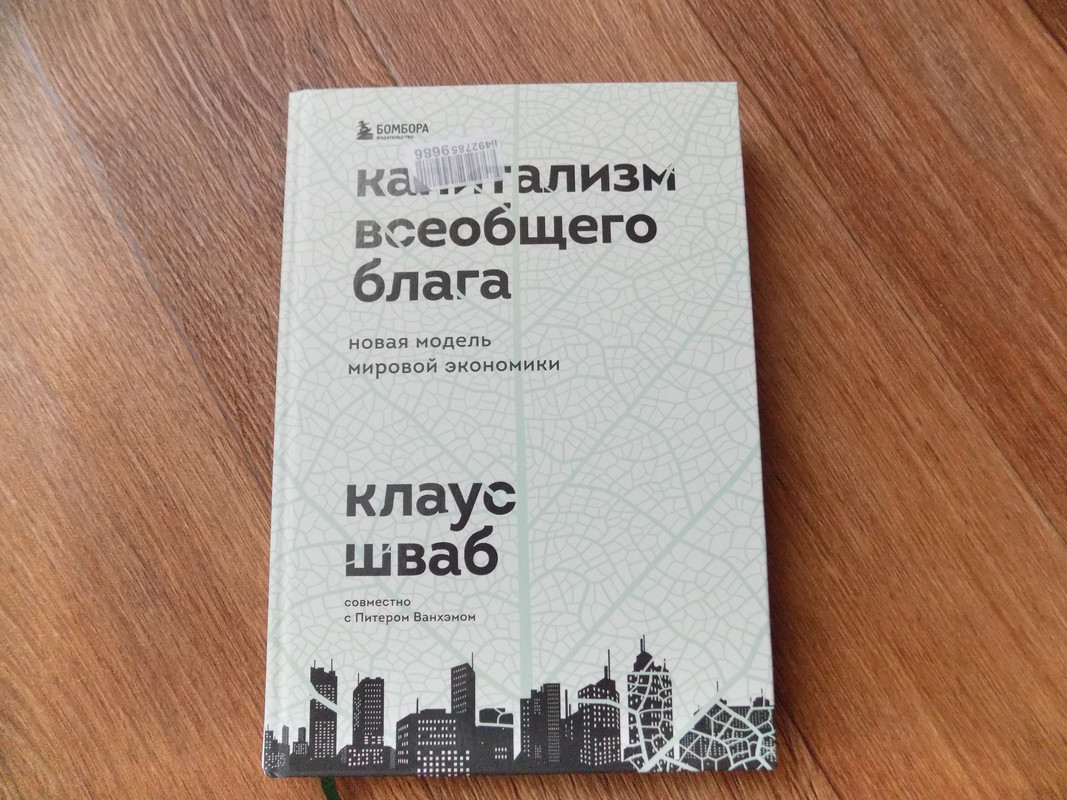 БОМБОРА
издательство
капитализм
всеобщего
блага
новая модель
мировой экономики
клаус
шваб
совместно
с Питером Ванхэмом